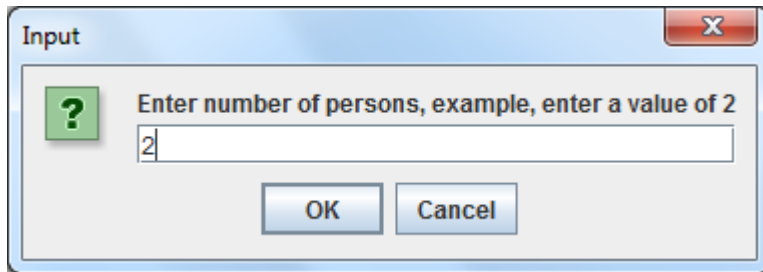 Input
Enter number of persons, example, enter a value of 2
2
OK Cancel